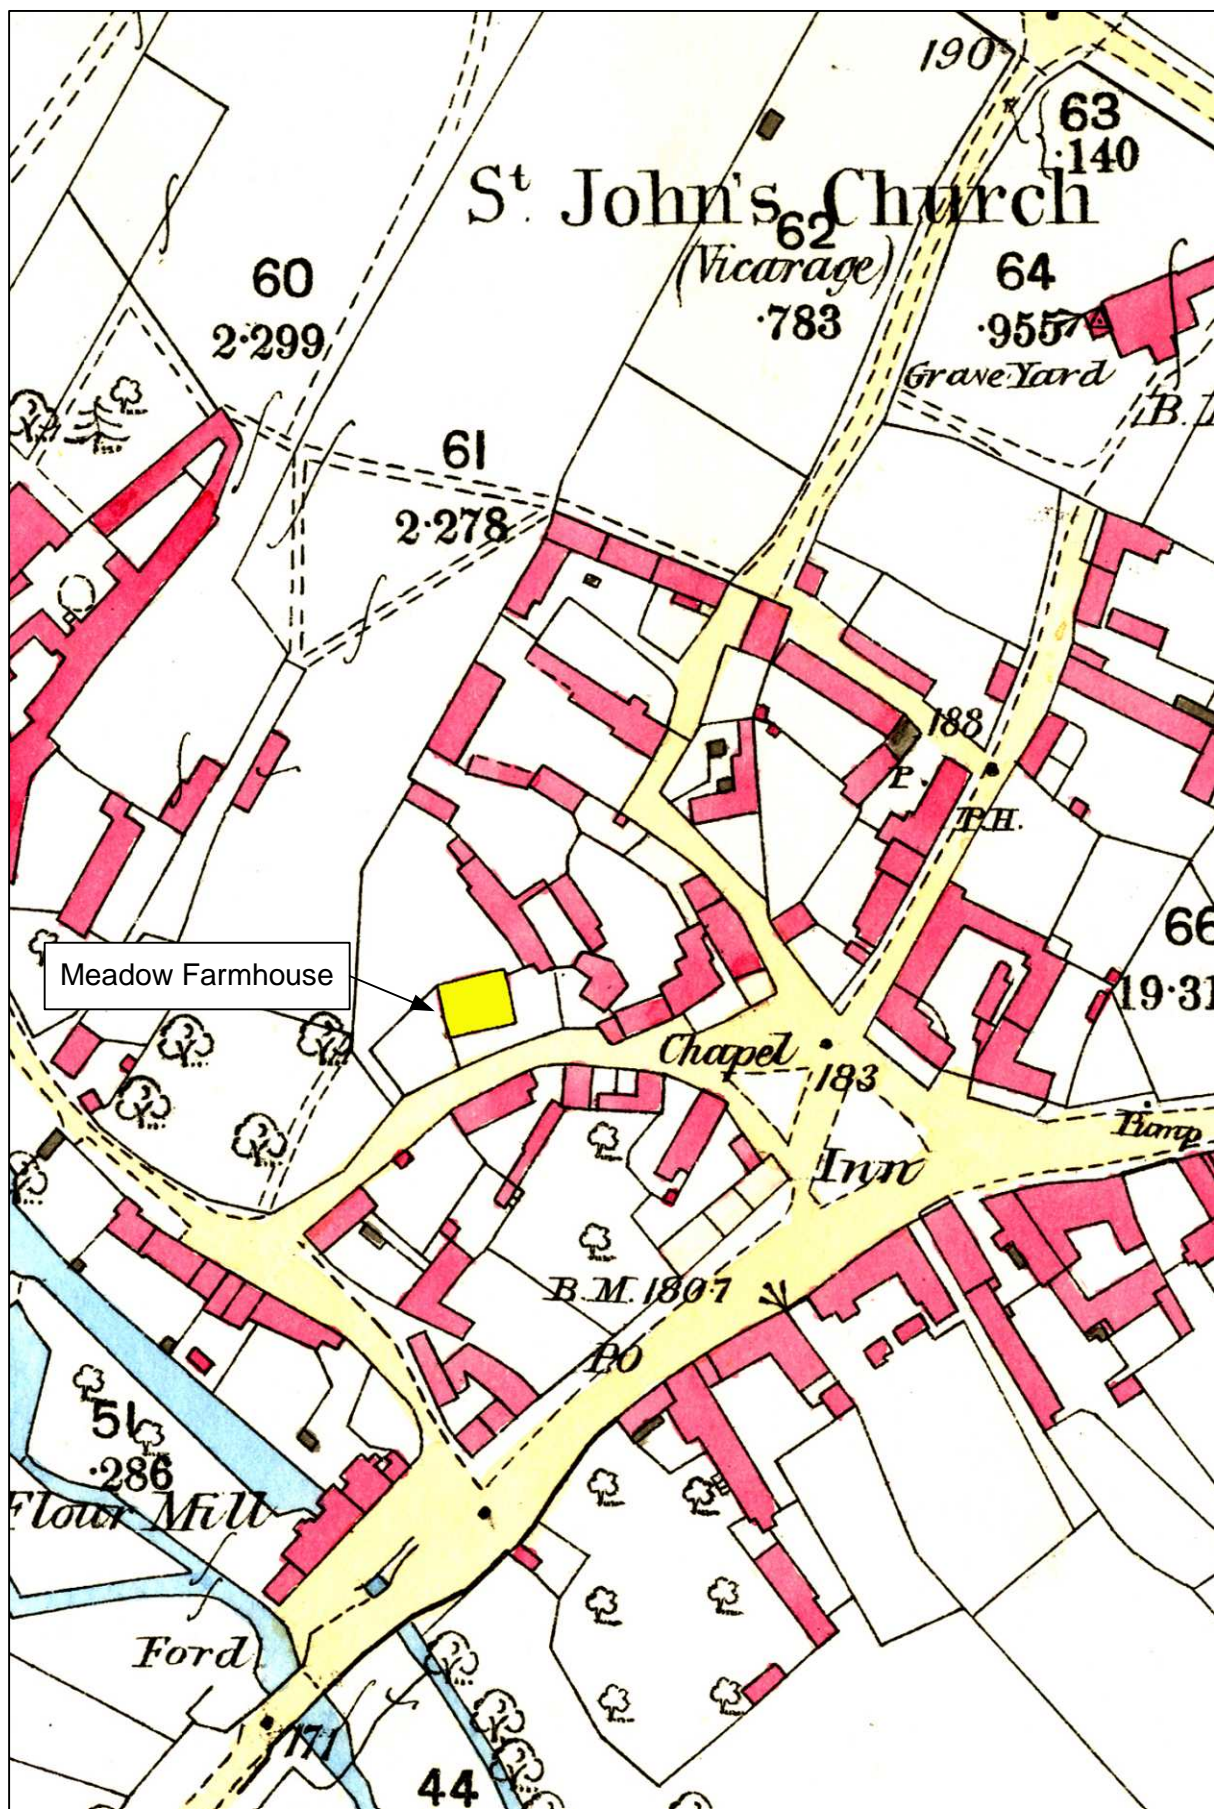 190
63
·140
St. John's Church
62
(Vicarage)
·783
64
·955
Grave Yard
60
2·299
61
2·278
188
P.
P.H.
66
19·31
Meadow Farmhouse
Chapel
183
Pump
Inn
B.M. 180·7
P.O
51
·286
Flour Mill
Ford
171
44